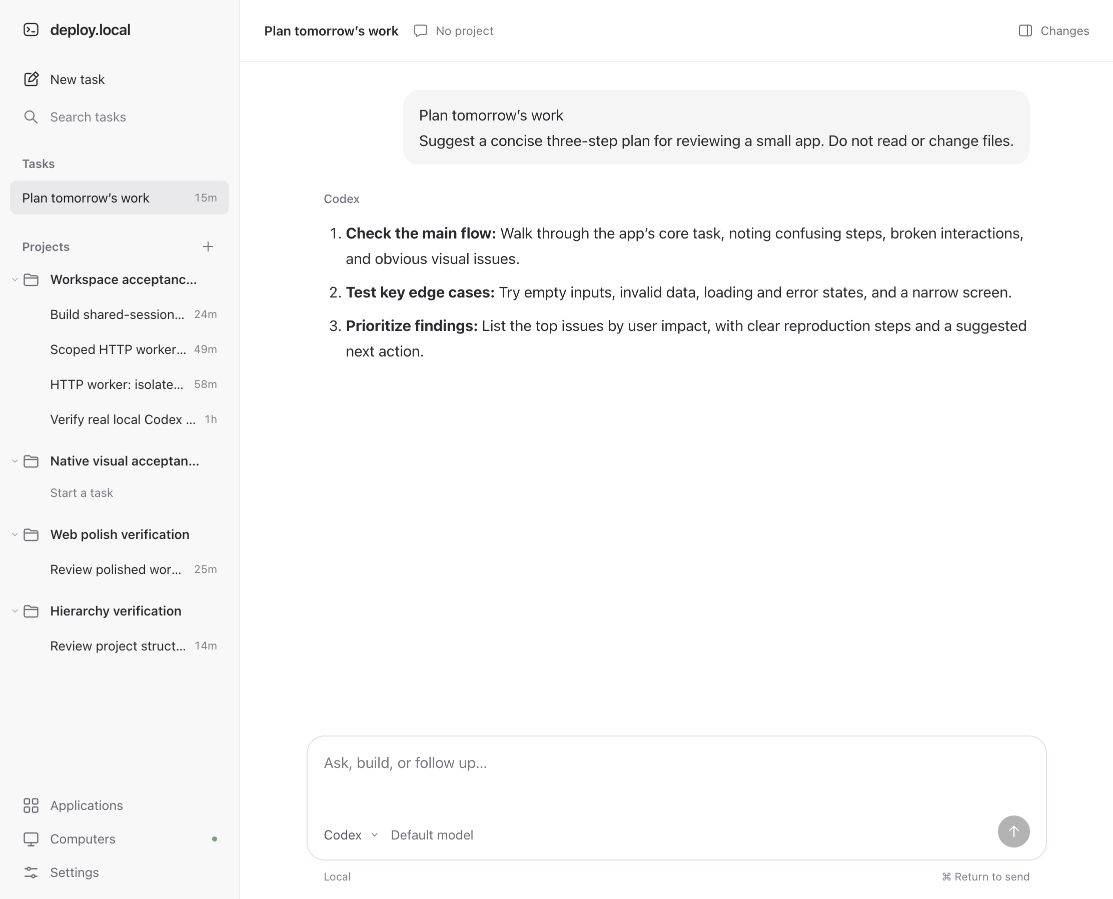 deploy.local
New task
Search tasks
Tasks
Plan tomorrow’s work 15m
Projects
Workspace acceptanc...
Build shared-session... 24m
Scoped HTTP worker... 49m
HTTP worker: isolate... 58m
Verify real local Codex ... 1h
Native visual acceptan...
Start a task
Web polish verification
Review polished wor... 25m
Hierarchy verification
Review project struct... 14m
Applications
Computers
Settings
Plan tomorrow’s work No project Changes
Plan tomorrow’s work
Suggest a concise three-step plan for reviewing a small app. Do not read or change files.
Codex
1. Check the main flow: Walk through the app’s core task, noting confusing steps, broken interactions,
and obvious visual issues.
2. Test key edge cases: Try empty inputs, invalid data, loading and error states, and a narrow screen.
3. Prioritize findings: List the top issues by user impact, with clear reproduction steps and a suggested
next action.
Ask, build, or follow up...
Codex Default model
Local ⌘ Return to send